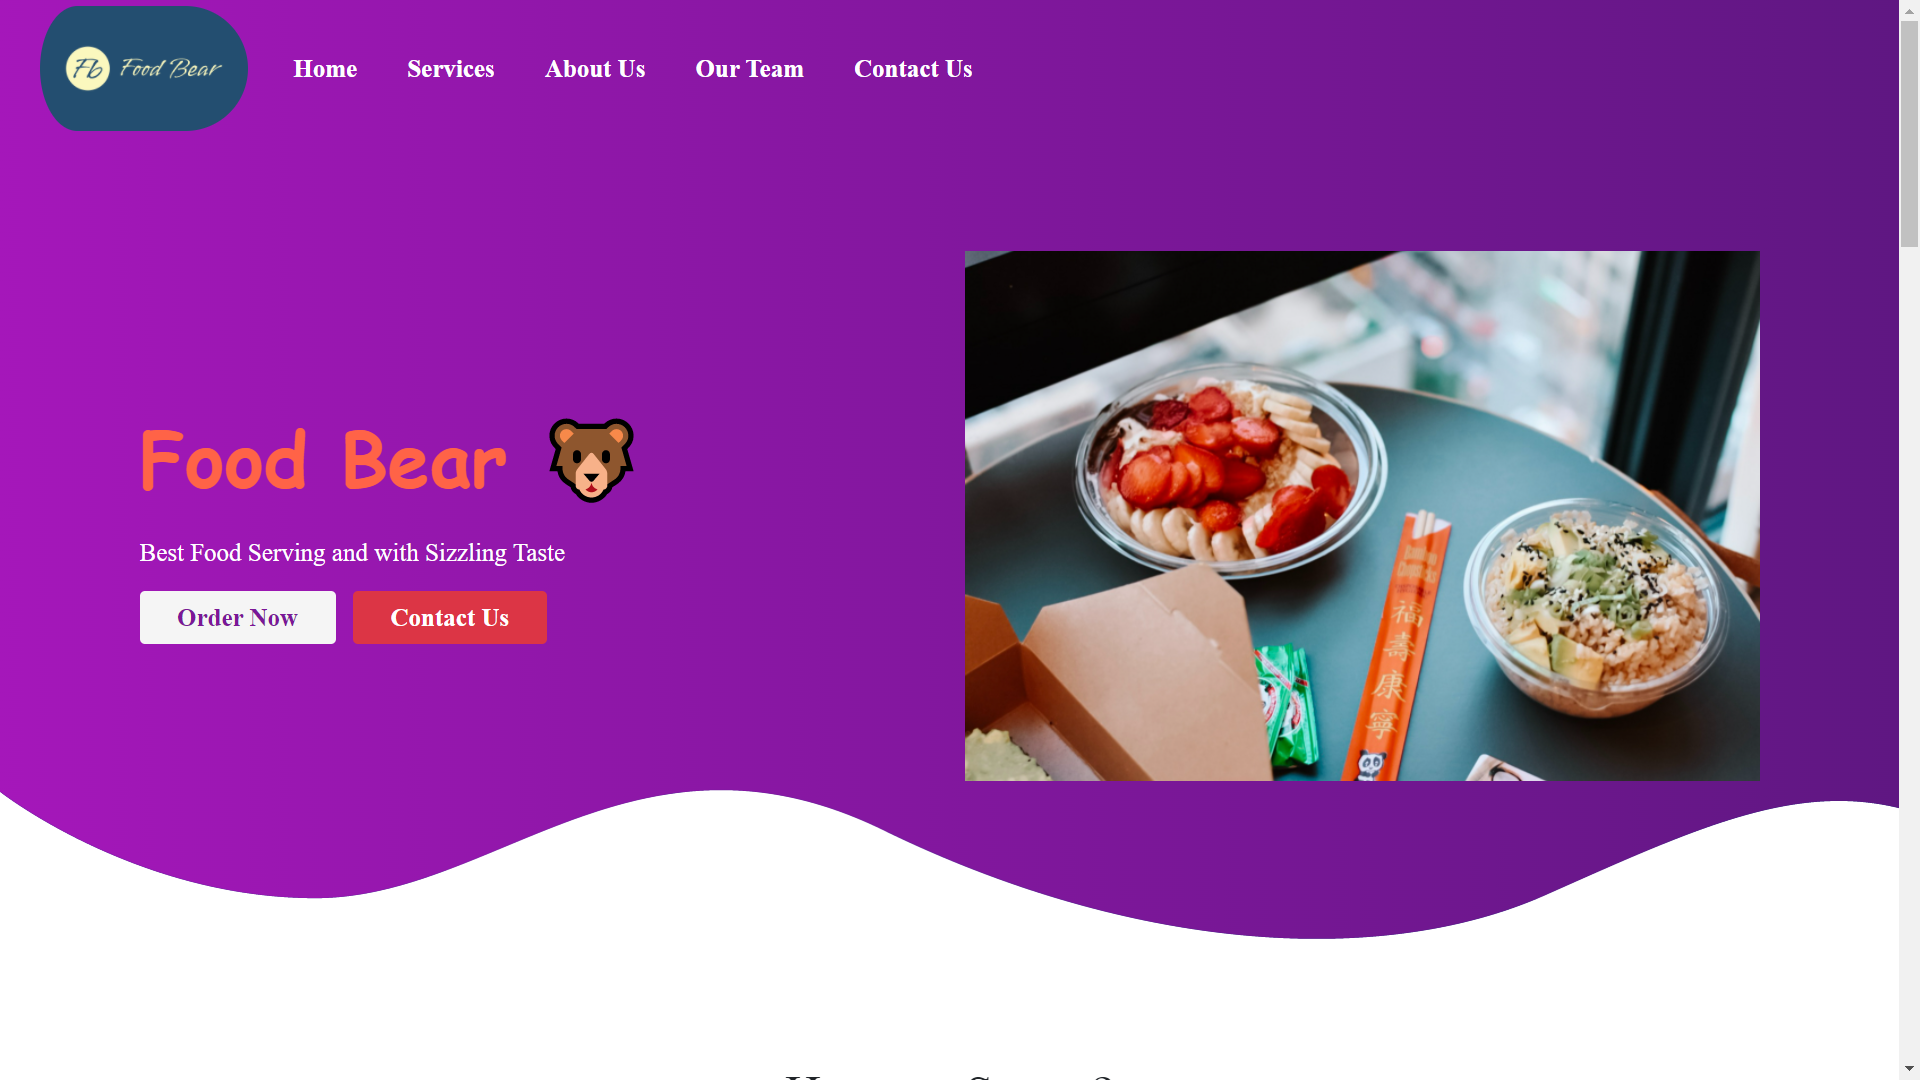 Fb Food Bear
Home Services About Us Our Team Contact Us
Food Bear
Best Food Serving and with Sizzling Taste
Order Now Contact Us
福
壽
康
寧